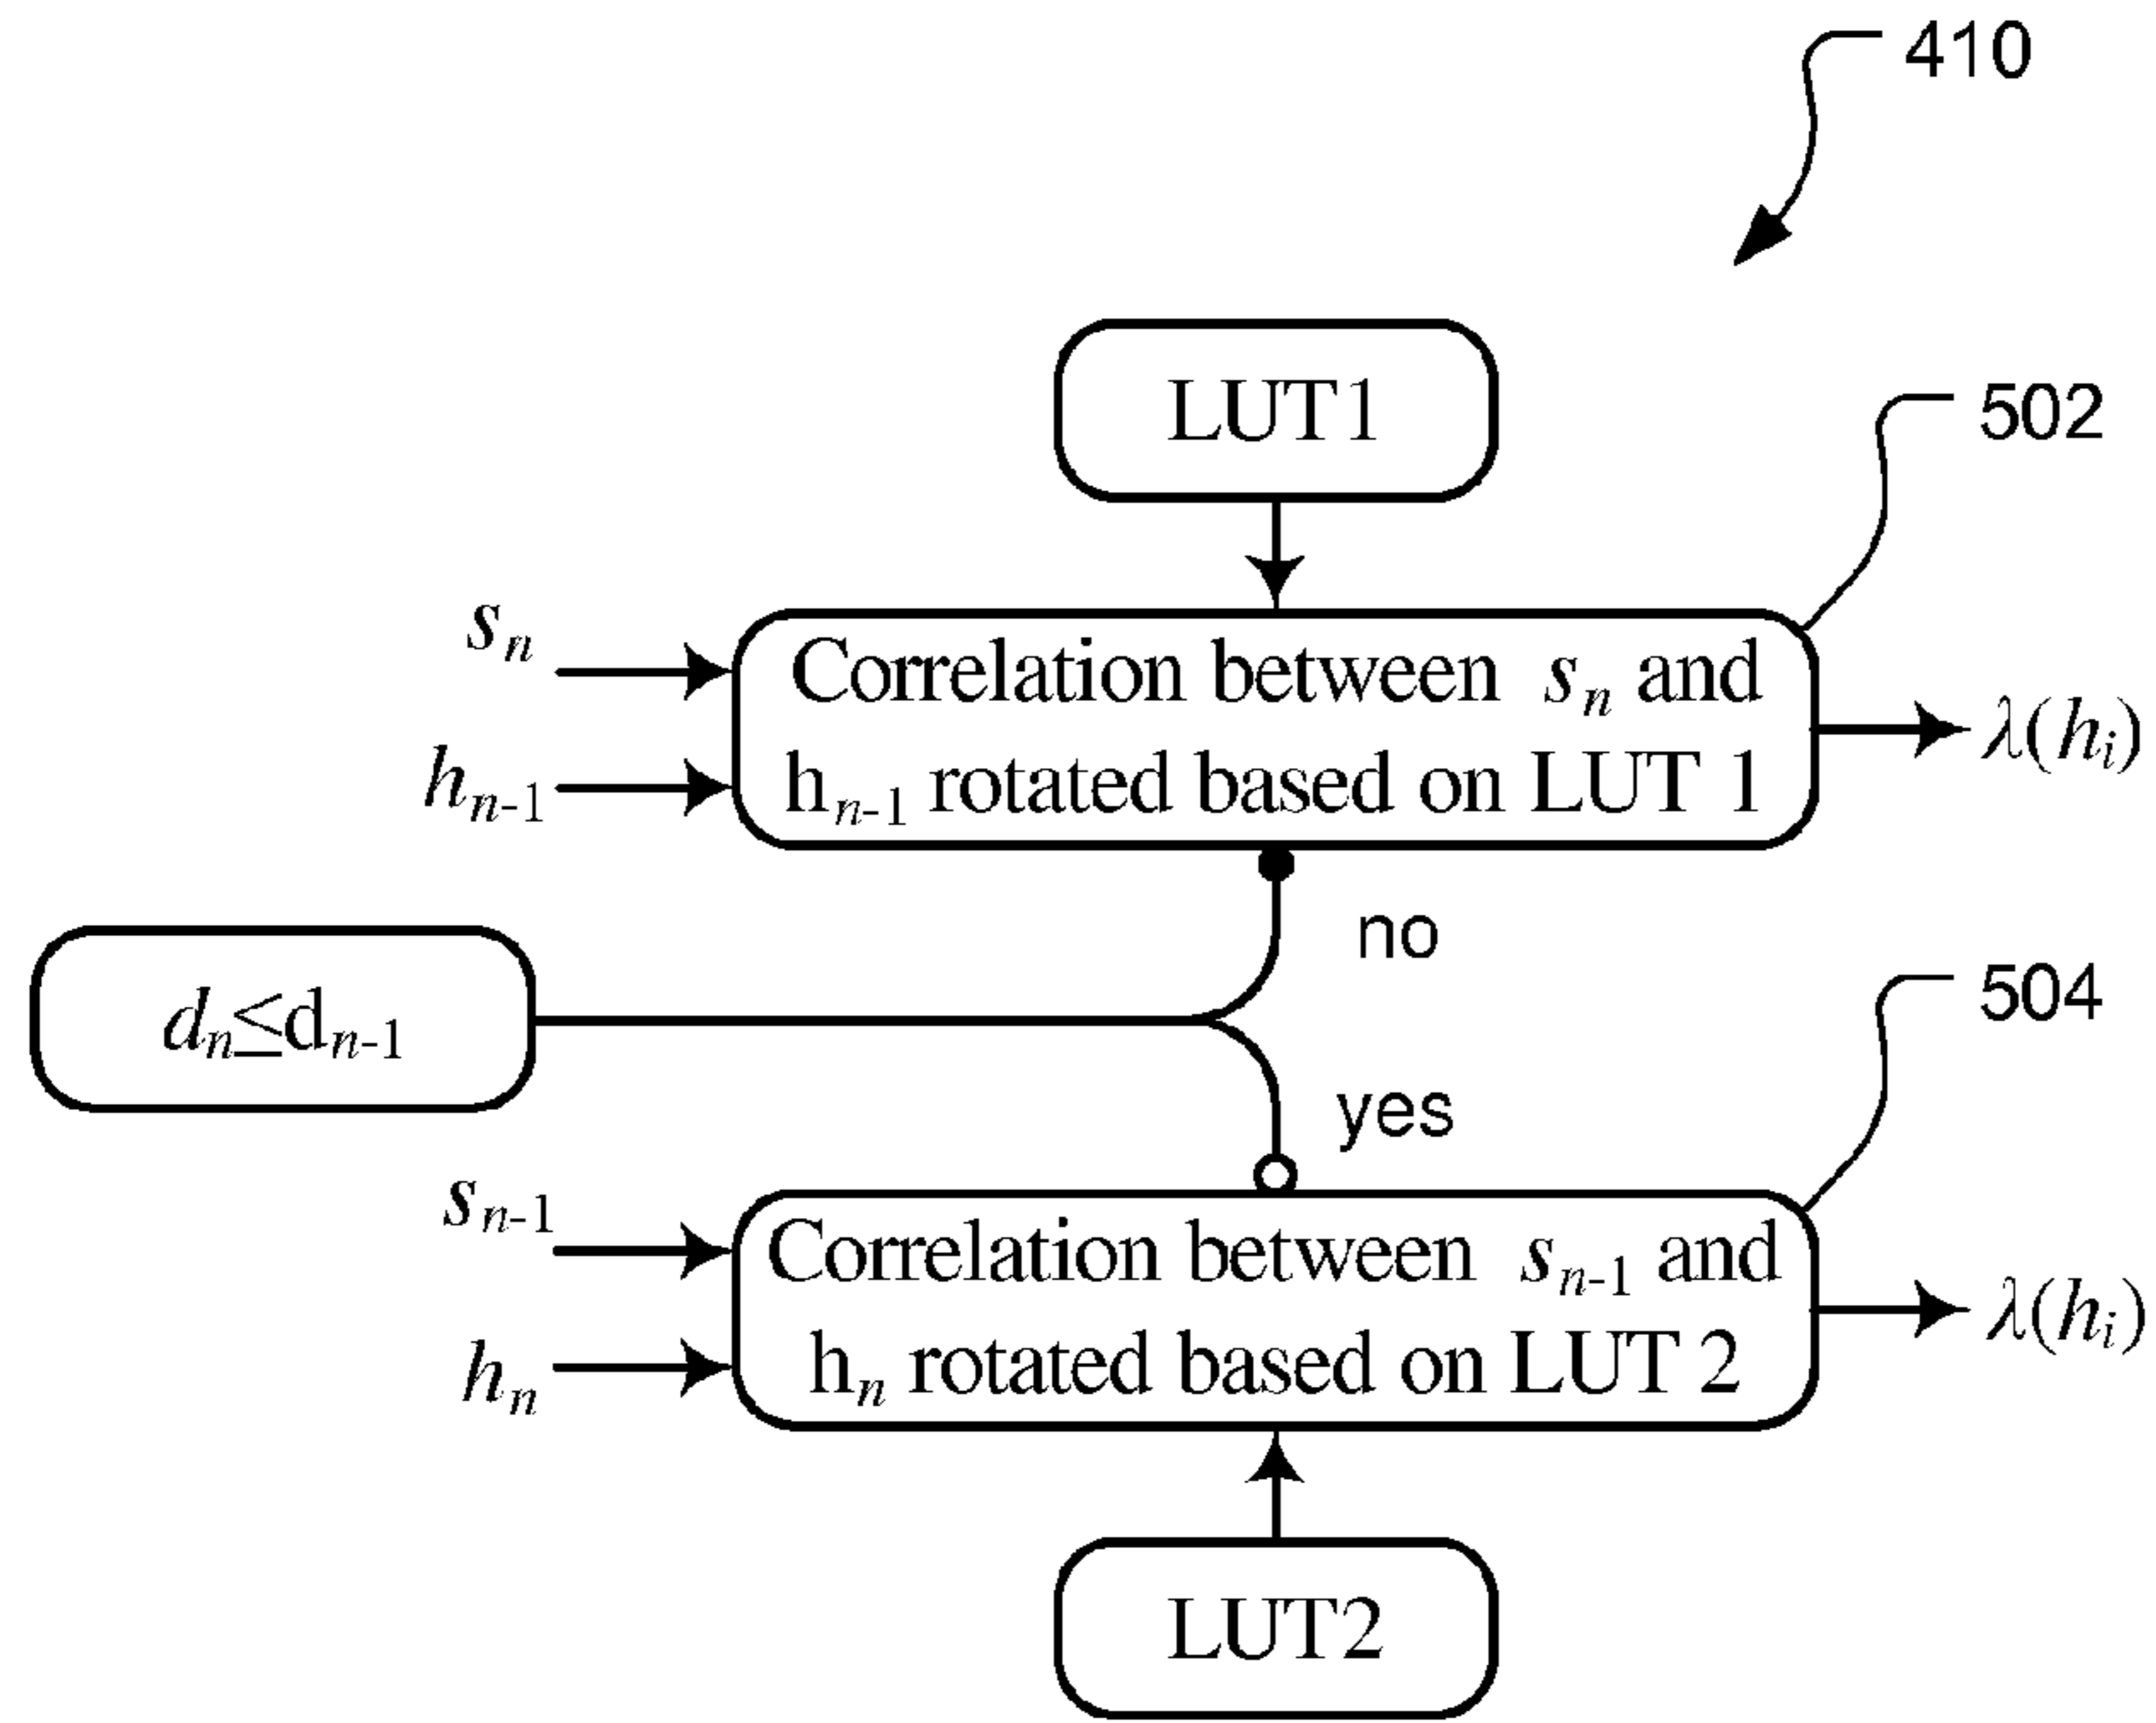 410
LUT1
502
sn
Correlation between sn and
hn-1
hn-1 rotated based on LUT 1
λ(hi)
no
dn≤dn-1
504
yes
sn-1
Correlation between sn-1 and
hn
hn rotated based on LUT 2
λ(hi)
LUT2